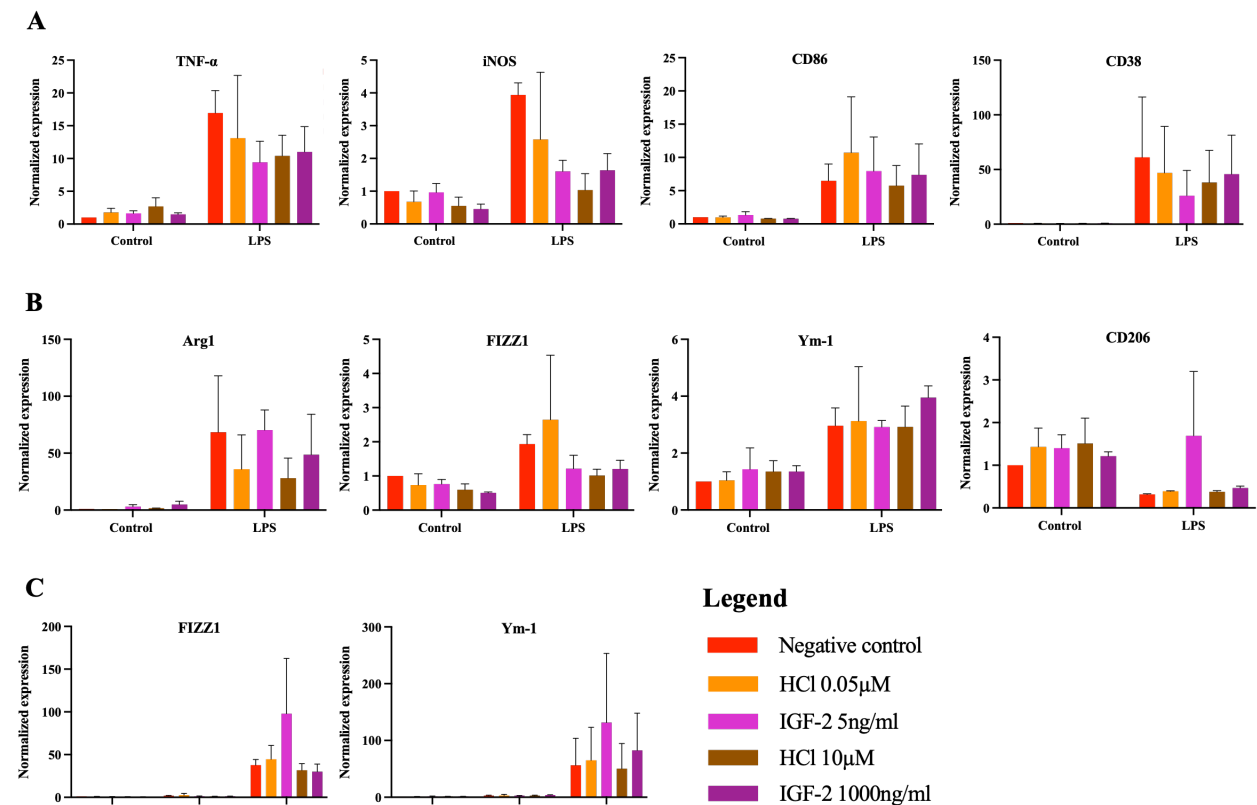 A
TNF-α
Normalized expression
25
20
15
10
5
0
Control
LPS
iNOS
Normalized expression
5
4
3
2
1
0
Control
LPS
CD86
Normalized expression
25
20
15
10
5
0
Control
LPS
CD38
Normalized expression
150
100
50
0
Control
LPS
B
Arg1
Normalized expression
150
100
50
0
Control
LPS
FIZZ1
Normalized expression
5
4
3
2
1
0
Control
LPS
Ym-1
Normalized expression
6
4
2
0
Control
LPS
CD206
Normalized expression
4
3
2
1
0
Control
LPS
C
FIZZ1
Normalized expression
200
150
100
50
0
Ym-1
Normalized expression
300
200
100
0
Legend
Negative control
HCl 0.05μM
IGF-2 5ng/ml
HCl 10μM
IGF-2 1000ng/ml